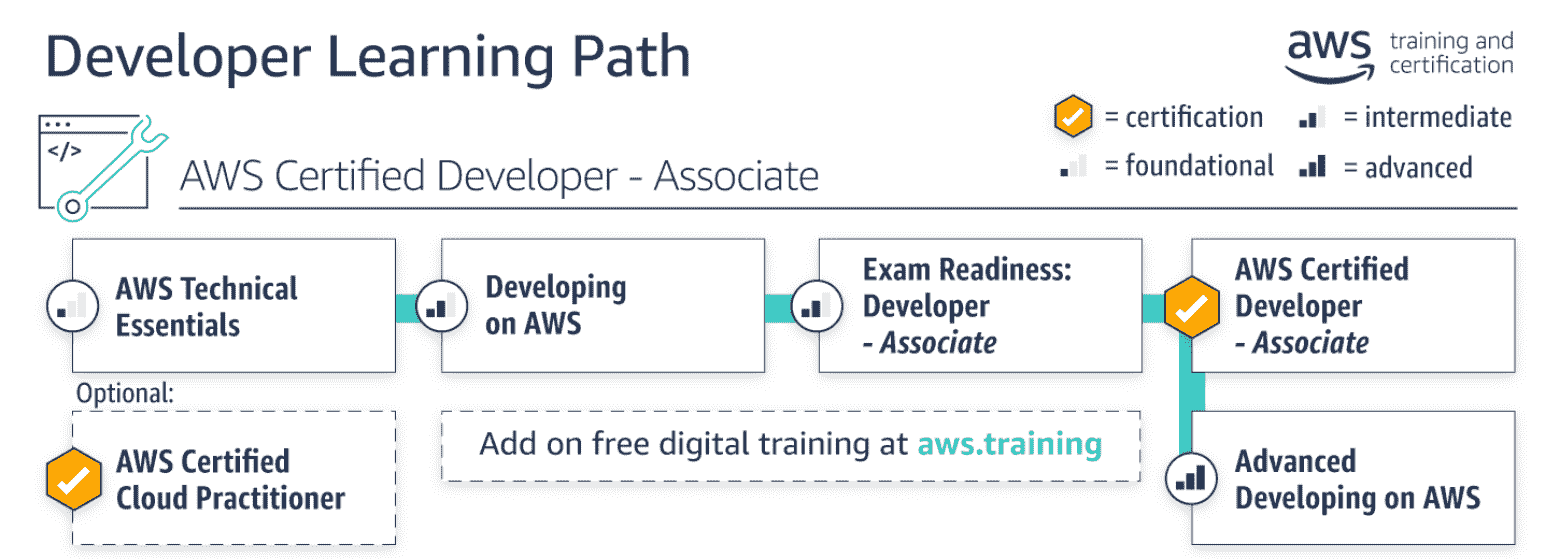 Developer Learning Path
aws training and
certification
= certification
= intermediate
= foundational
= advanced
</>
AWS Certified Developer - Associate
AWS Technical
Essentials
Developing
on AWS
Exam Readiness:
Developer
- Associate
AWS Certified
Developer
- Associate
Optional:
AWS Certified
Cloud Practitioner
Add on free digital training at aws.training
Advanced
Developing on AWS